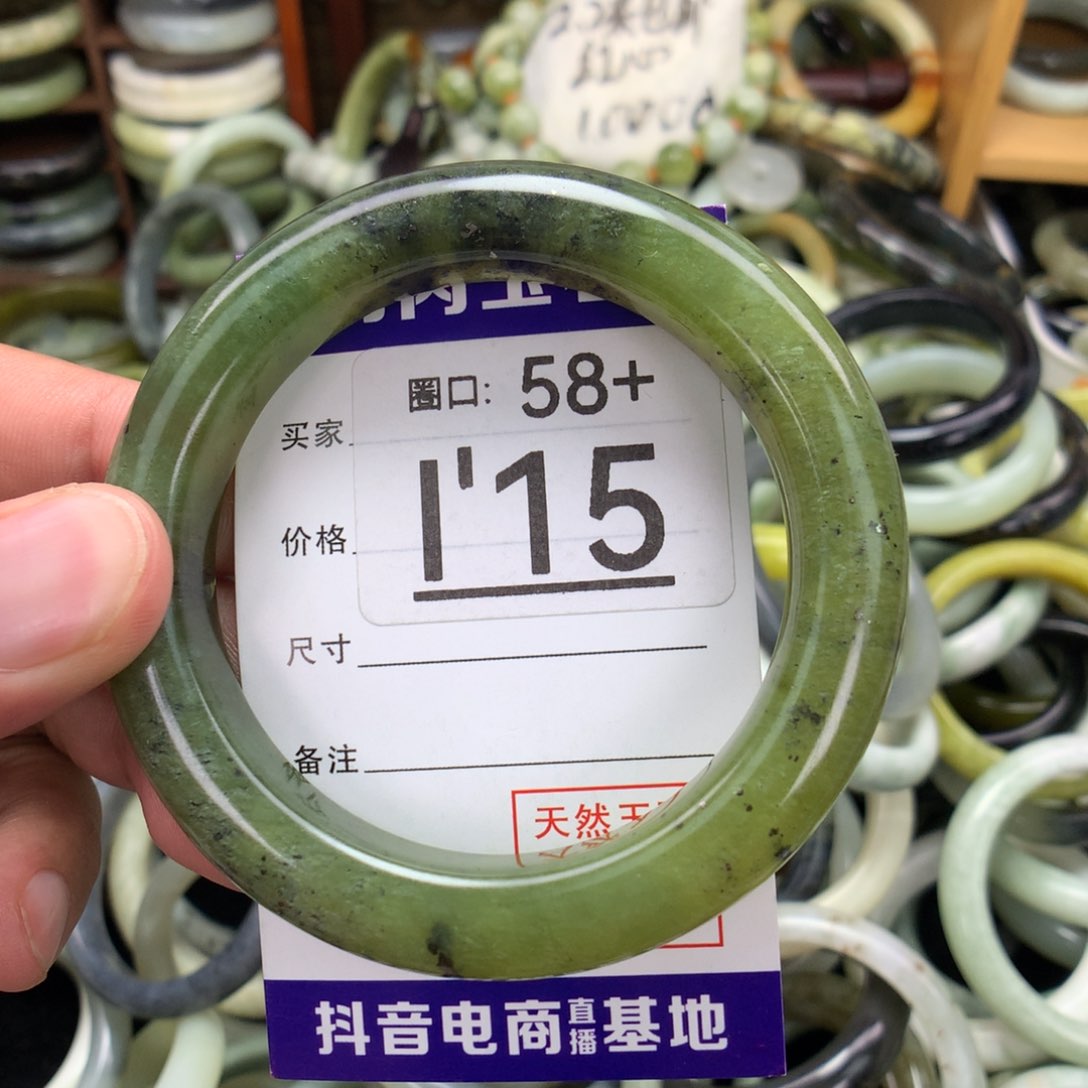 圈口: 58+
买家
1'15
价格
尺寸
备注
天然玉
抖音电商直播基地